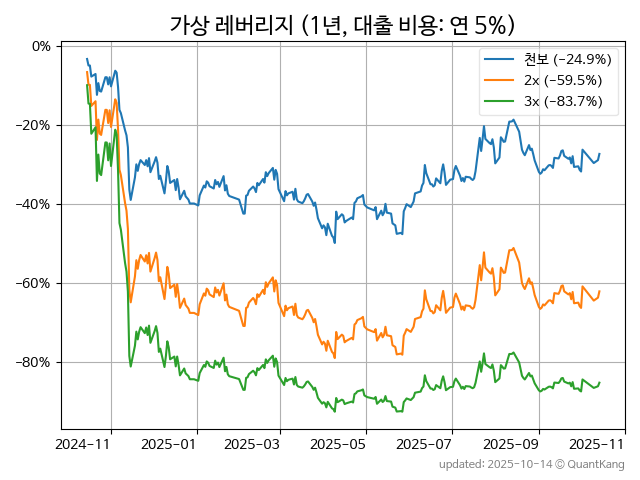 가상 레버리지 (1년, 대출 비용: 연 5%)
천보 (-24.9%)
2x (-59.5%)
3x (-83.7%)
0%
-20%
-40%
-60%
-80%
2024-11
2025-01
2025-03
2025-05
2025-07
2025-09
2025-11
updated: 2025-10-14 © QuantKang